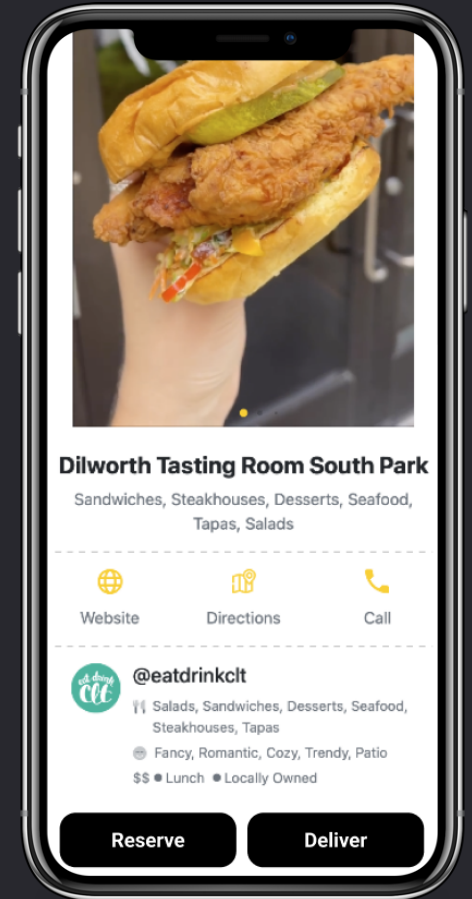 Dilworth Tasting Room South Park
Sandwiches, Steakhouses, Desserts, Seafood,
Tapas, Salads
Website
Directions
Call
eat drink
clt
@eatdrinkclt
Salads, Sandwiches, Desserts, Seafood,
Steakhouses, Tapas
Fancy, Romantic, Cozy, Trendy, Patio
$$ ● Lunch ● Locally Owned
Reserve
Deliver